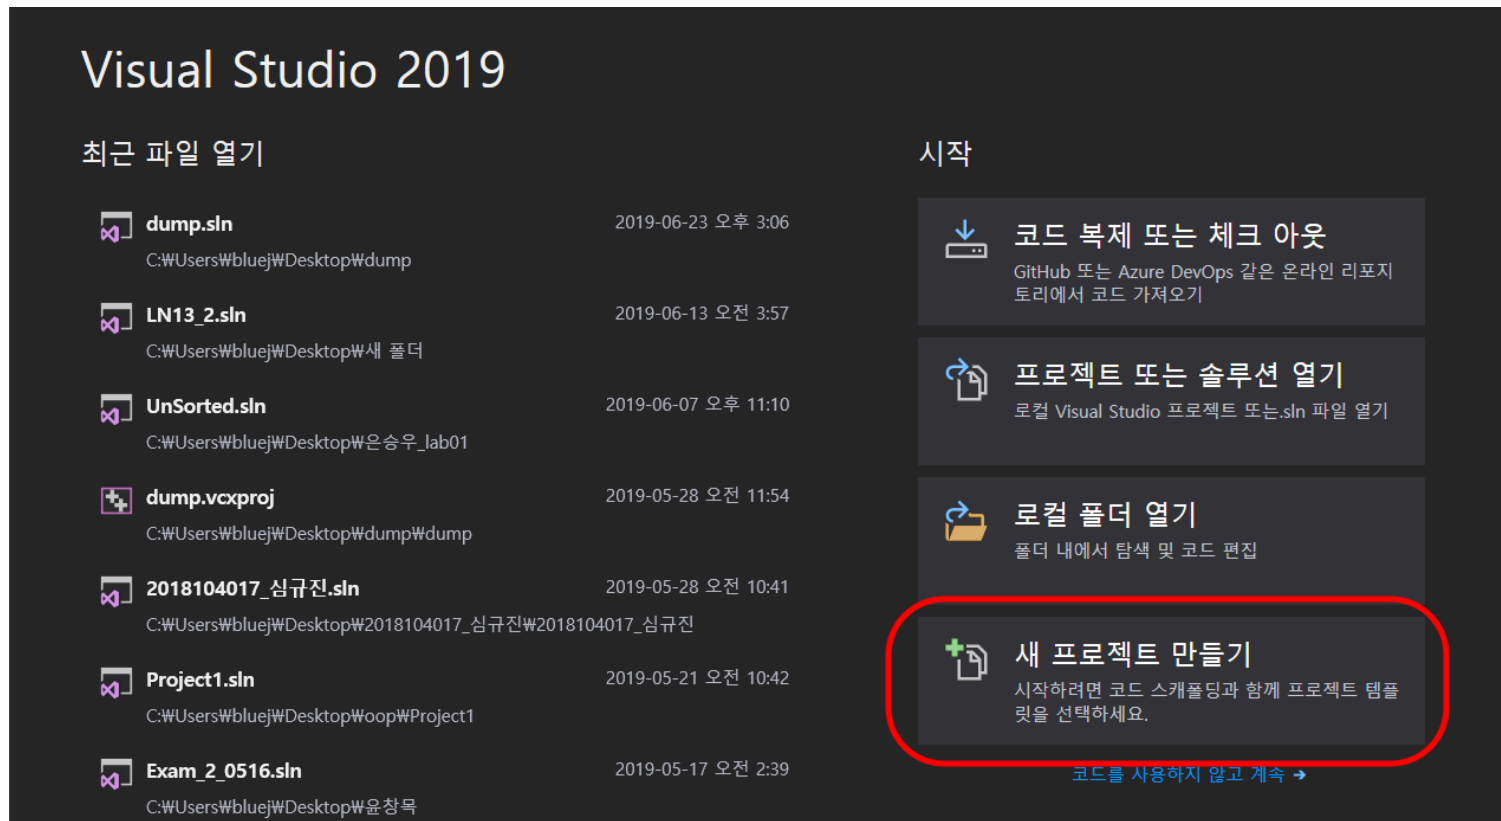 Visual Studio 2019
최근 파일 열기
dump.sln
2019-06-23 오후 3:06
C:₩Users₩bluej₩Desktop₩dump
LN13_2.sln
2019-06-13 오전 3:57
C:₩Users₩bluej₩Desktop₩새 폴더
UnSorted.sln
2019-06-07 오후 11:10
C:₩Users₩bluej₩Desktop₩은승우_lab01
dump.vcxproj
2019-05-28 오전 11:54
C:₩Users₩bluej₩Desktop₩dump₩dump
2018104017_심규진.sln
2019-05-28 오전 10:41
C:₩Users₩bluej₩Desktop₩2018104017_심규진₩2018104017_심규진
Project1.sln
2019-05-21 오전 10:42
C:₩Users₩bluej₩Desktop₩oop₩Project1
Exam_2_0516.sln
2019-05-17 오전 2:39
C:₩Users₩bluej₩Desktop₩윤창목
시작
코드 복제 또는 체크 아웃
GitHub 또는 Azure DevOps 같은 온라인 리포지
토리에서 코드 가져오기
프로젝트 또는 솔루션 열기
로컬 Visual Studio 프로젝트 또는.sln 파일 열기
로컬 폴더 열기
폴더 내에서 탐색 및 코드 편집
새 프로젝트 만들기
시작하려면 코드 스캐폴딩과 함께 프로젝트 템플
릿을 선택하세요.
코드를 사용하지 않고 계속 →